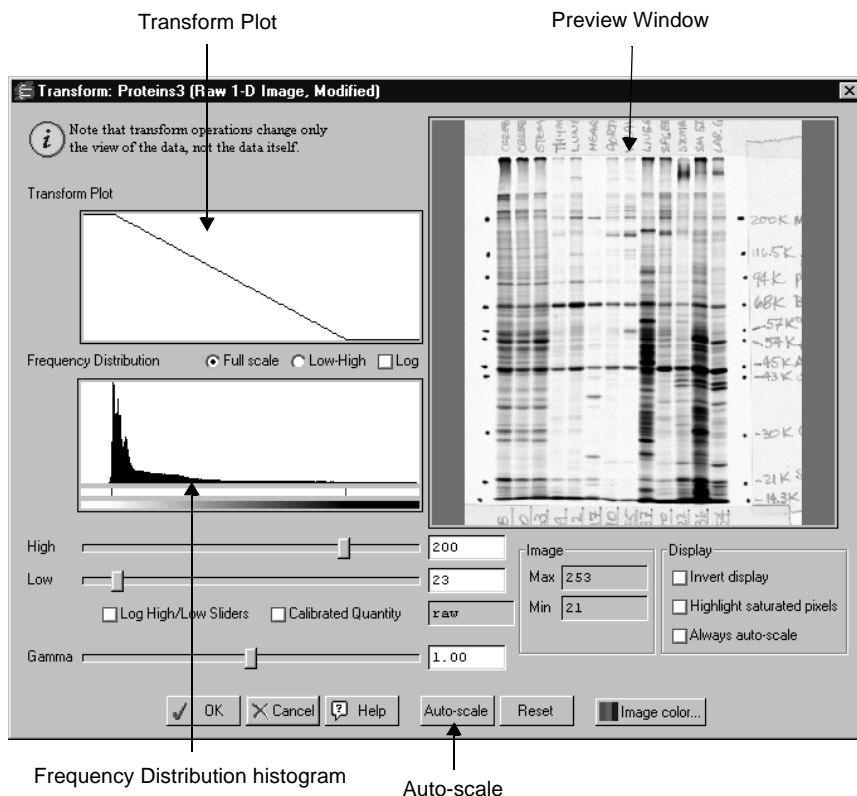 Transform Plot
Preview Window
Transform: Proteins3 (Raw 1-D Image, Modified)
Note that transform operations change only
the view of the data, not the data itself.
Transform Plot
Frequency Distribution
Full scale
Low-High
Log
STEM
200K
116.5K
94K
68K
-57K
-54K
-45K
-43K
-30K
-21K
-14.3K
High
200
Low
23
Log High/Low Sliders
Calibrated Quantity
raw
Gamma
1.00
Image
Max
253
Min
21
Display
Invert display
Highlight saturated pixels
Always auto-scale
OK
Cancel
Help
Auto-scale
Reset
Image color...
Frequency Distribution histogram
Auto-scale